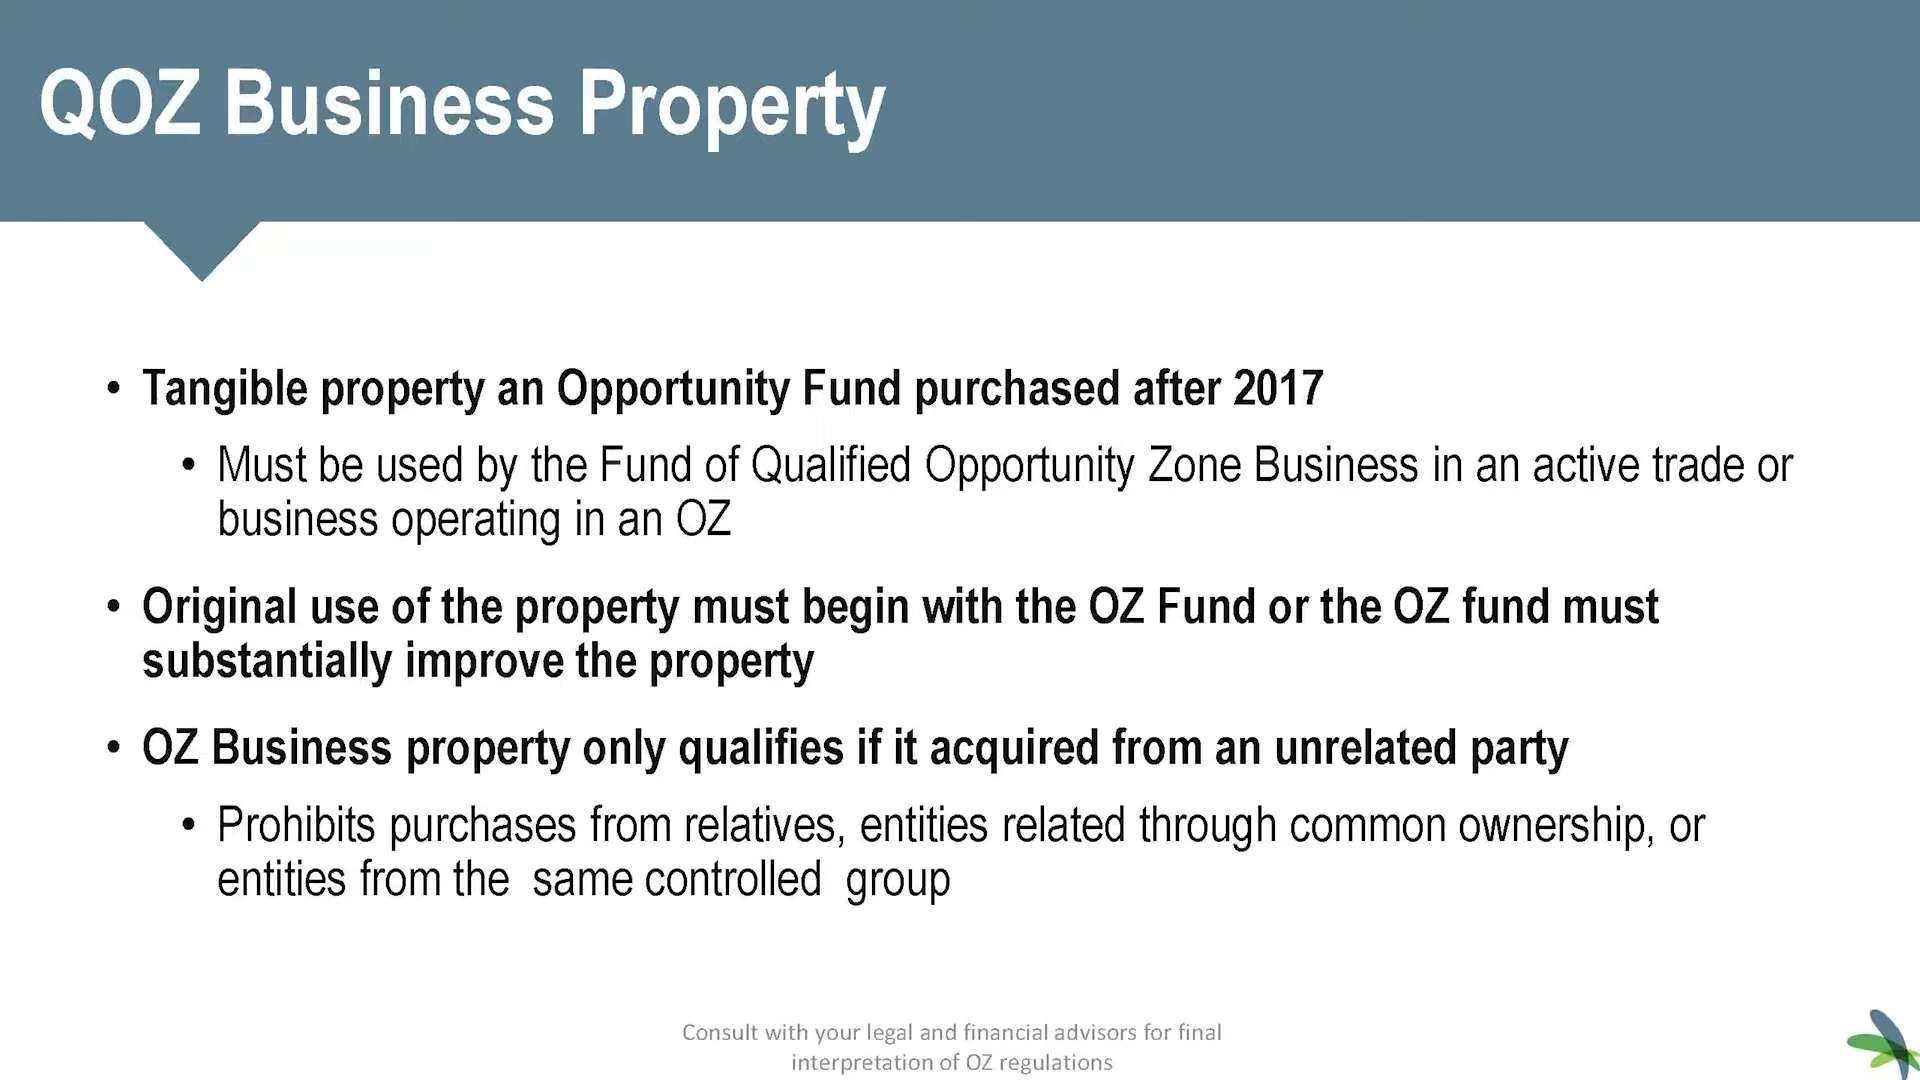 QOZ Business Property
• Tangible property an Opportunity Fund purchased after 2017
• Must be used by the Fund of Qualified Opportunity Zone Business in an active trade or
business operating in an OZ
• Original use of the property must begin with the OZ Fund or the OZ fund must
substantially improve the property
• OZ Business property only qualifies if it acquired from an unrelated party
• Prohibits purchases from relatives, entities related through common ownership, or
entities from the same controlled group
Consult with your legal and financial advisors for final
interpretation of OZ regulations